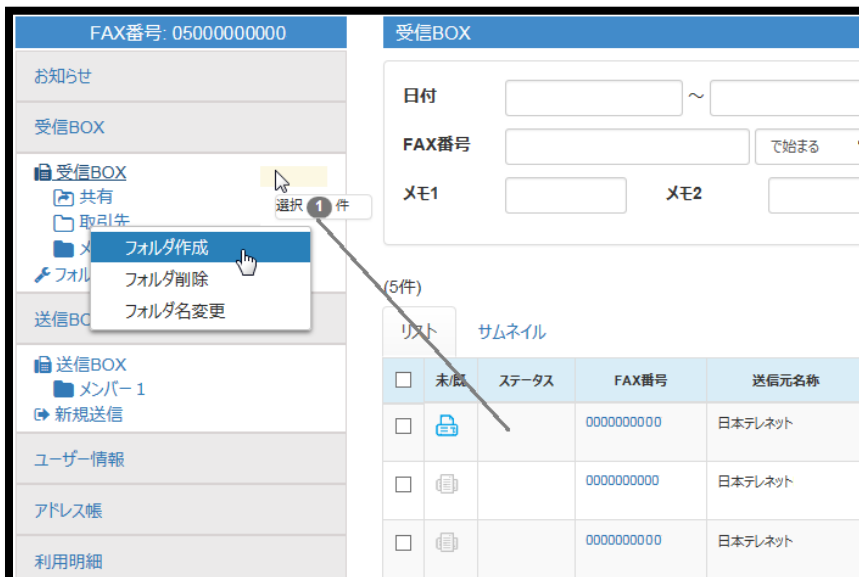 FAX番号: 05000000000
お知らせ
受信BOX
受信BOX
共有
取引先
フォル
フォルダ作成
フォルダ削除
フォルダ名変更
選択 1 件
送信BO
送信BOX
メンバー 1
新規送信
ユーザー情報
アドレス帳
利用明細
受信BOX
日付 ～
FAX番号 で始まる
メモ1 メモ2
(5件)
リスト サムネイル
未/既 ステータス FAX番号 送信元名称
0000000000 日本テレネット
0000000000 日本テレネット
0000000000 日本テレネット